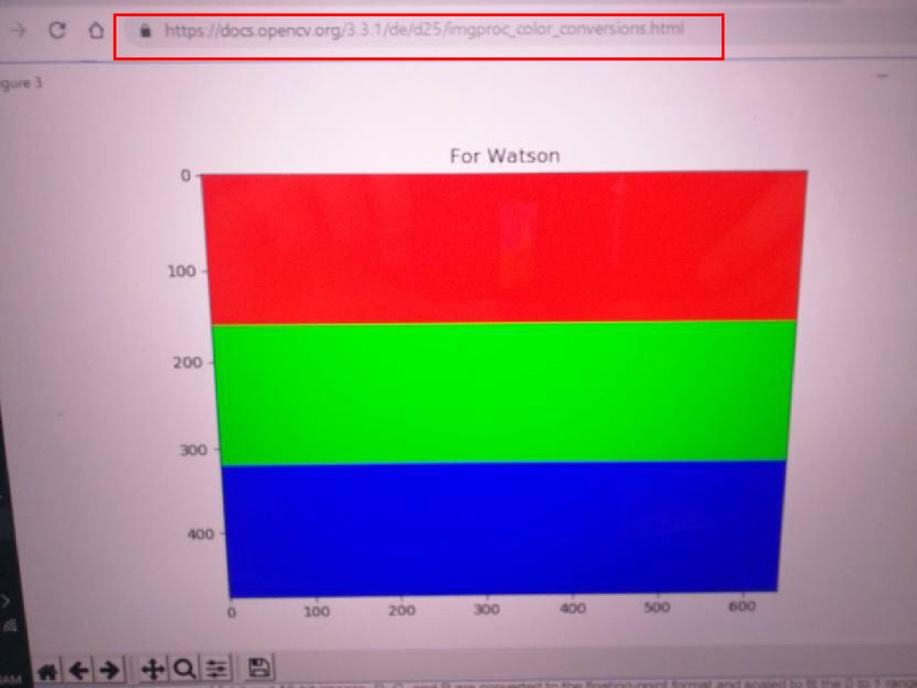 https://docs.opencv.org/3.3.1/de/d25/imgproc_color_conversions.html
gure 3
For Watson
0
100
200
300
400
0 100 200 300 400 500 600
AM